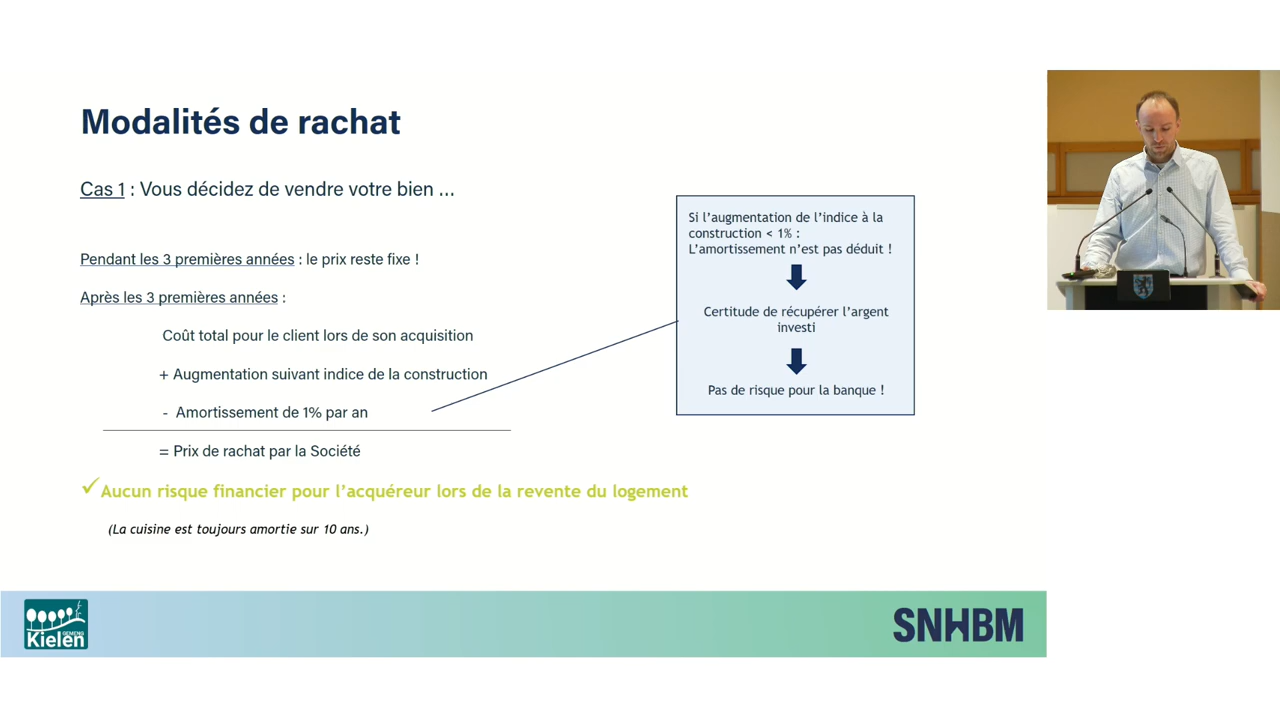 Modalités de rachat
Cas 1 : Vous décidez de vendre votre bien ...
Pendant les 3 premières années : le prix reste fixe !
Après les 3 premières années :
Coût total pour le client lors de son acquisition
+ Augmentation suivant indice de la construction
- Amortissement de 1% par an
= Prix de rachat par la Société
Si l'augmentation de l'indice à la
construction < 1% :
L'amortissement n'est pas déduit !
Certitude de récupérer l'argent
investi
Pas de risque pour la banque !
Aucun risque financier pour l'acquéreur lors de la revente du logement
(La cuisine est toujours amortie sur 10 ans.)
GEMENG
Kielen
SNHBM